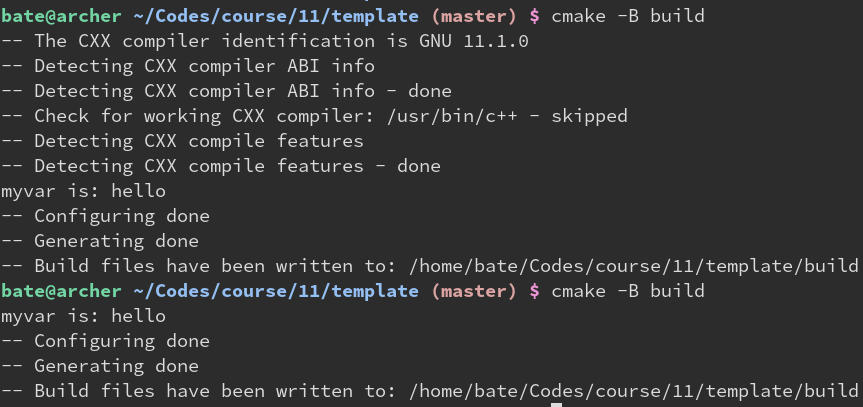 bate@archer ~/Codes/course/11/template (master) $ cmake -B build
-- The CXX compiler identification is GNU 11.1.0
-- Detecting CXX compiler ABI info
-- Detecting CXX compiler ABI info - done
-- Check for working CXX compiler: /usr/bin/c++ - skipped
-- Detecting CXX compile features
-- Detecting CXX compile features - done
myvar is: hello
-- Configuring done
-- Generating done
-- Build files have been written to: /home/bate/Codes/course/11/template/build
bate@archer ~/Codes/course/11/template (master) $ cmake -B build
myvar is: hello
-- Configuring done
-- Generating done
-- Build files have been written to: /home/bate/Codes/course/11/template/build